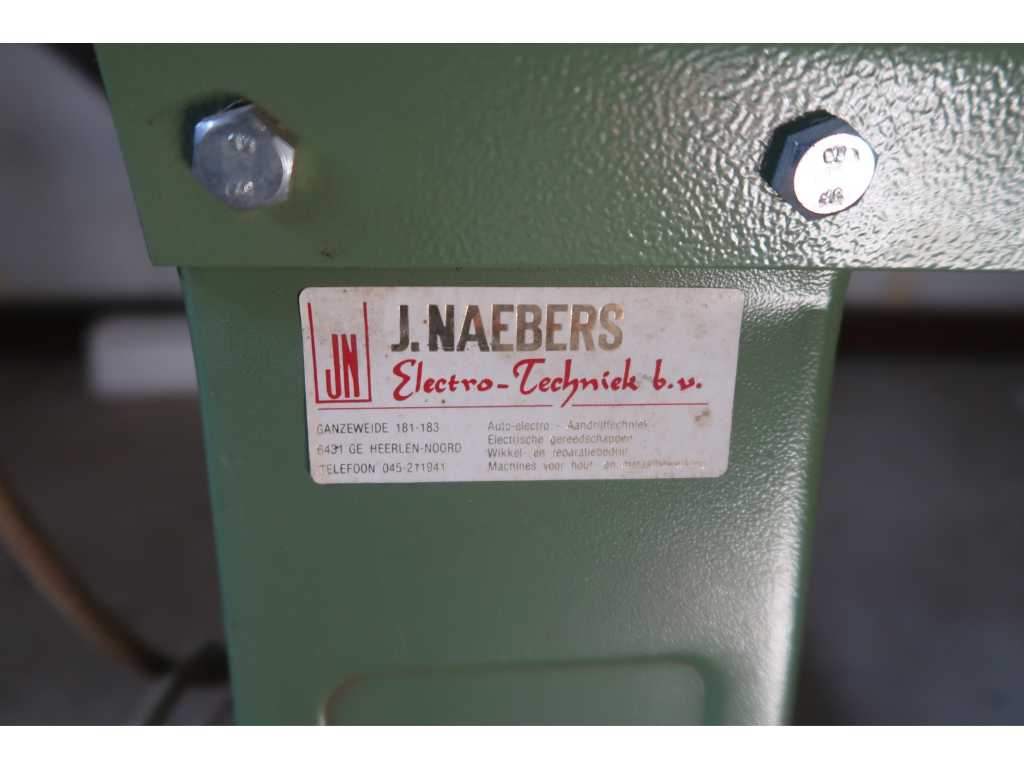 JN
J.NAEBERS
Electro-Techniek b.v.
GANZEWEIDE 181-183
6431 GE HEERLEN-NOORD
TELEFOON 045-211941
Auto-electro - Aandrijftechniek
Electrische gereedschappen
Wikkel- en reparatiebedrijf
Machines voor hout- en metaalbewerking